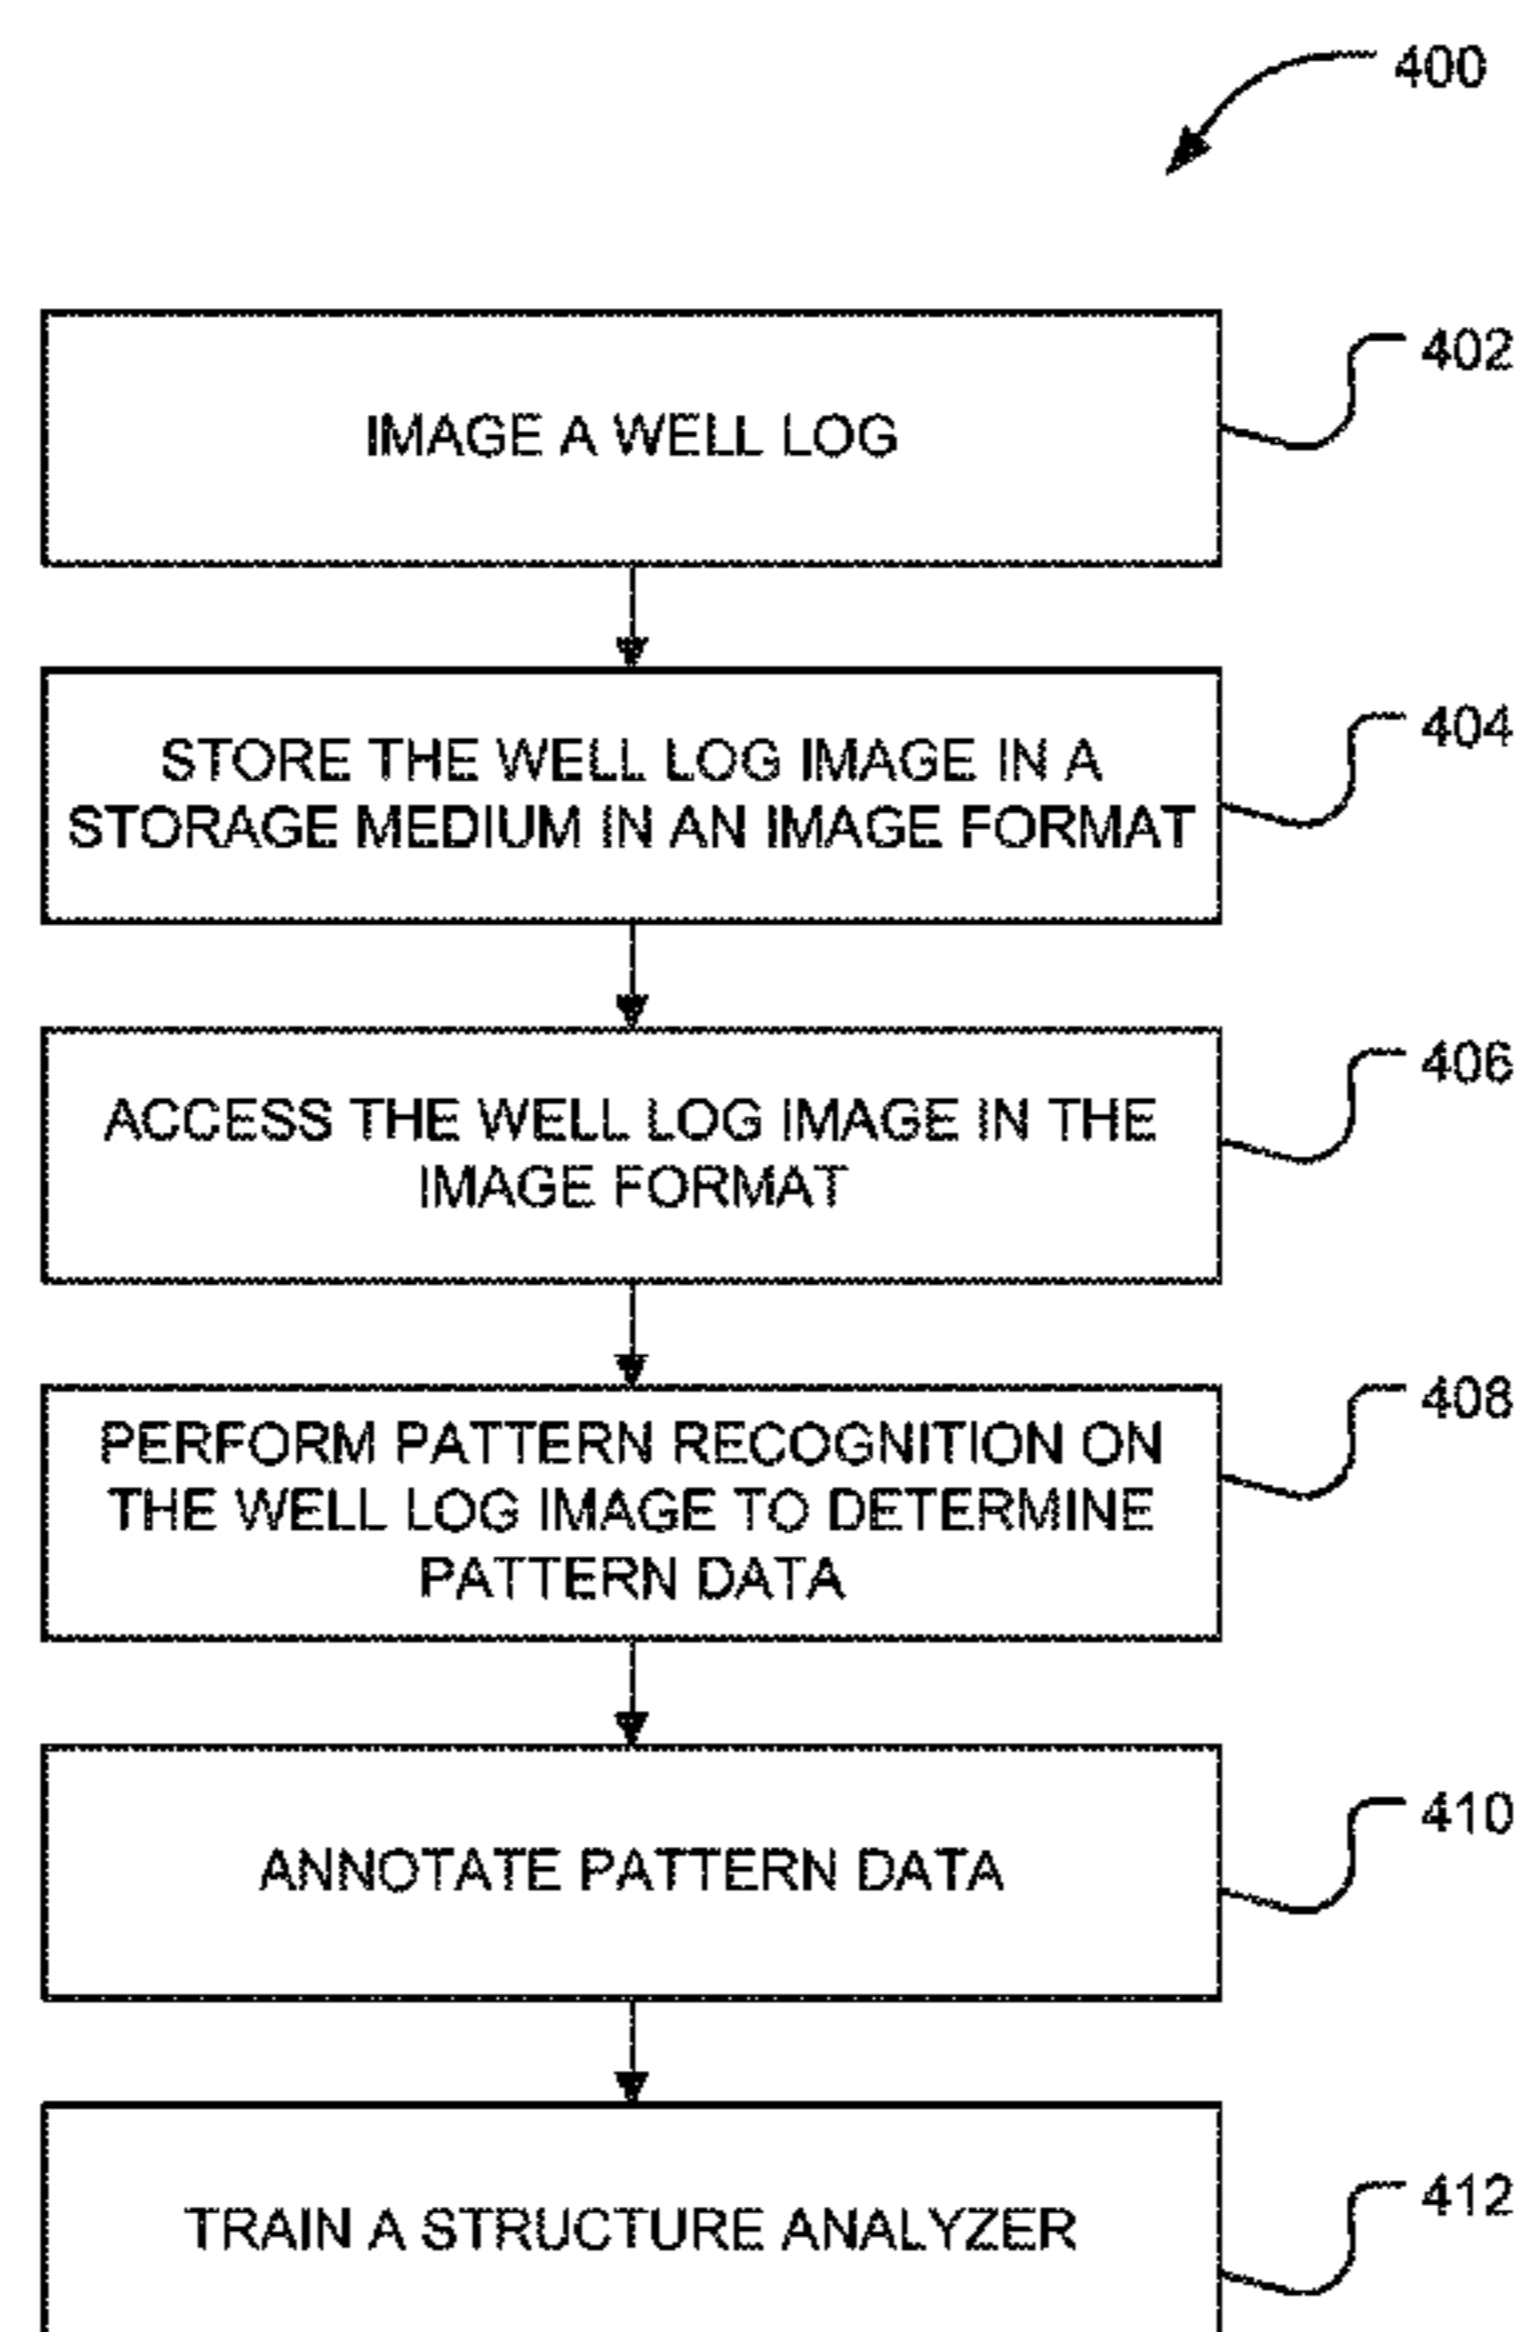 400
IMAGE A WELL LOG
402
STORE THE WELL LOG IMAGE IN A
STORAGE MEDIUM IN AN IMAGE FORMAT
404
ACCESS THE WELL LOG IMAGE IN THE
IMAGE FORMAT
406
PERFORM PATTERN RECOGNITION ON
THE WELL LOG IMAGE TO DETERMINE
PATTERN DATA
408
ANNOTATE PATTERN DATA
410
TRAIN A STRUCTURE ANALYZER
412